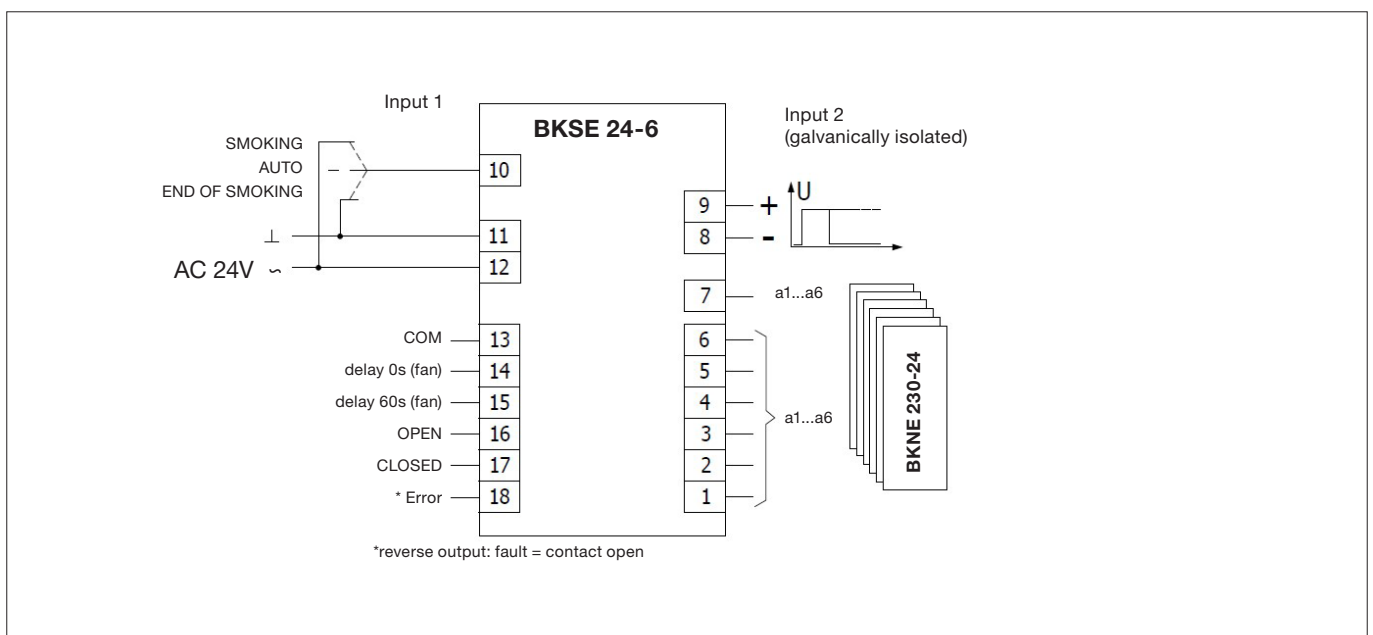 Input 1
BKSE 24-6
Input 2
(galvanically isolated)
SMOKING
AUTO
END OF SMOKING
10
9
+
U
8
-
⊥
11
AC 24V ~
12
7
a1...a6
COM
13
6
delay 0s (fan)
14
5
delay 60s (fan)
15
4
a1...a6
OPEN
16
3
CLOSED
17
2
* Error
18
1
BKNE 230-24
*reverse output: fault = contact open